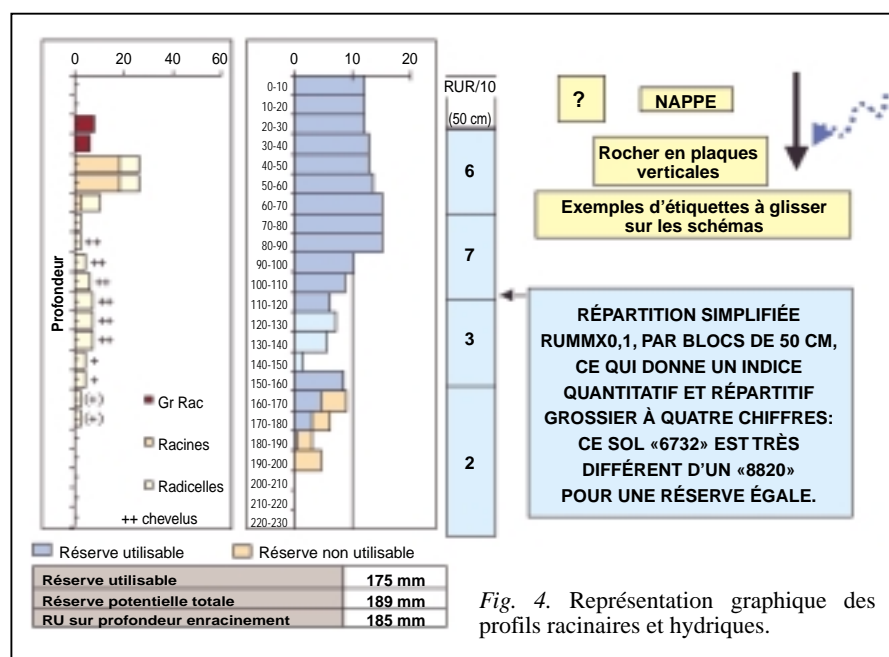 0 20 40 60
Profondeur
++
++
++
++
++
++
+
+
(+)
(+)
Gr Rac
Racines
Radicelles
++ chevelus
0 10 20
0-10
10-20
20-30
30-40
40-50
50-60
60-70
70-80
80-90
90-100
100-110
110-120
120-130
130-140
140-150
150-160
160-170
170-180
180-190
190-200
200-210
210-220
220-230
RUR/10
(50 cm)
6
7
3
2
?
NAPPE
Rocher en plaques
verticales
Exemples d'étiquettes à glisser
sur les schémas
RÉPARTITION SIMPLIFIÉE
RUMMX0,1, PAR BLOCS DE 50 CM,
CE QUI DONNE UN INDICE
QUANTITATIF ET RÉPARTITIF
GROSSIER À QUATRE CHIFFRES:
CE SOL «6732» EST TRÈS
DIFFÉRENT D'UN «8820»
POUR UNE RÉSERVE ÉGALE.
Réserve utilisable Réserve non utilisable
Réserve utilisable 175 mm
Réserve potentielle totale 189 mm
RU sur profondeur enracinement 185 mm
Fig. 4. Représentation graphique des
profils racinaires et hydriques.